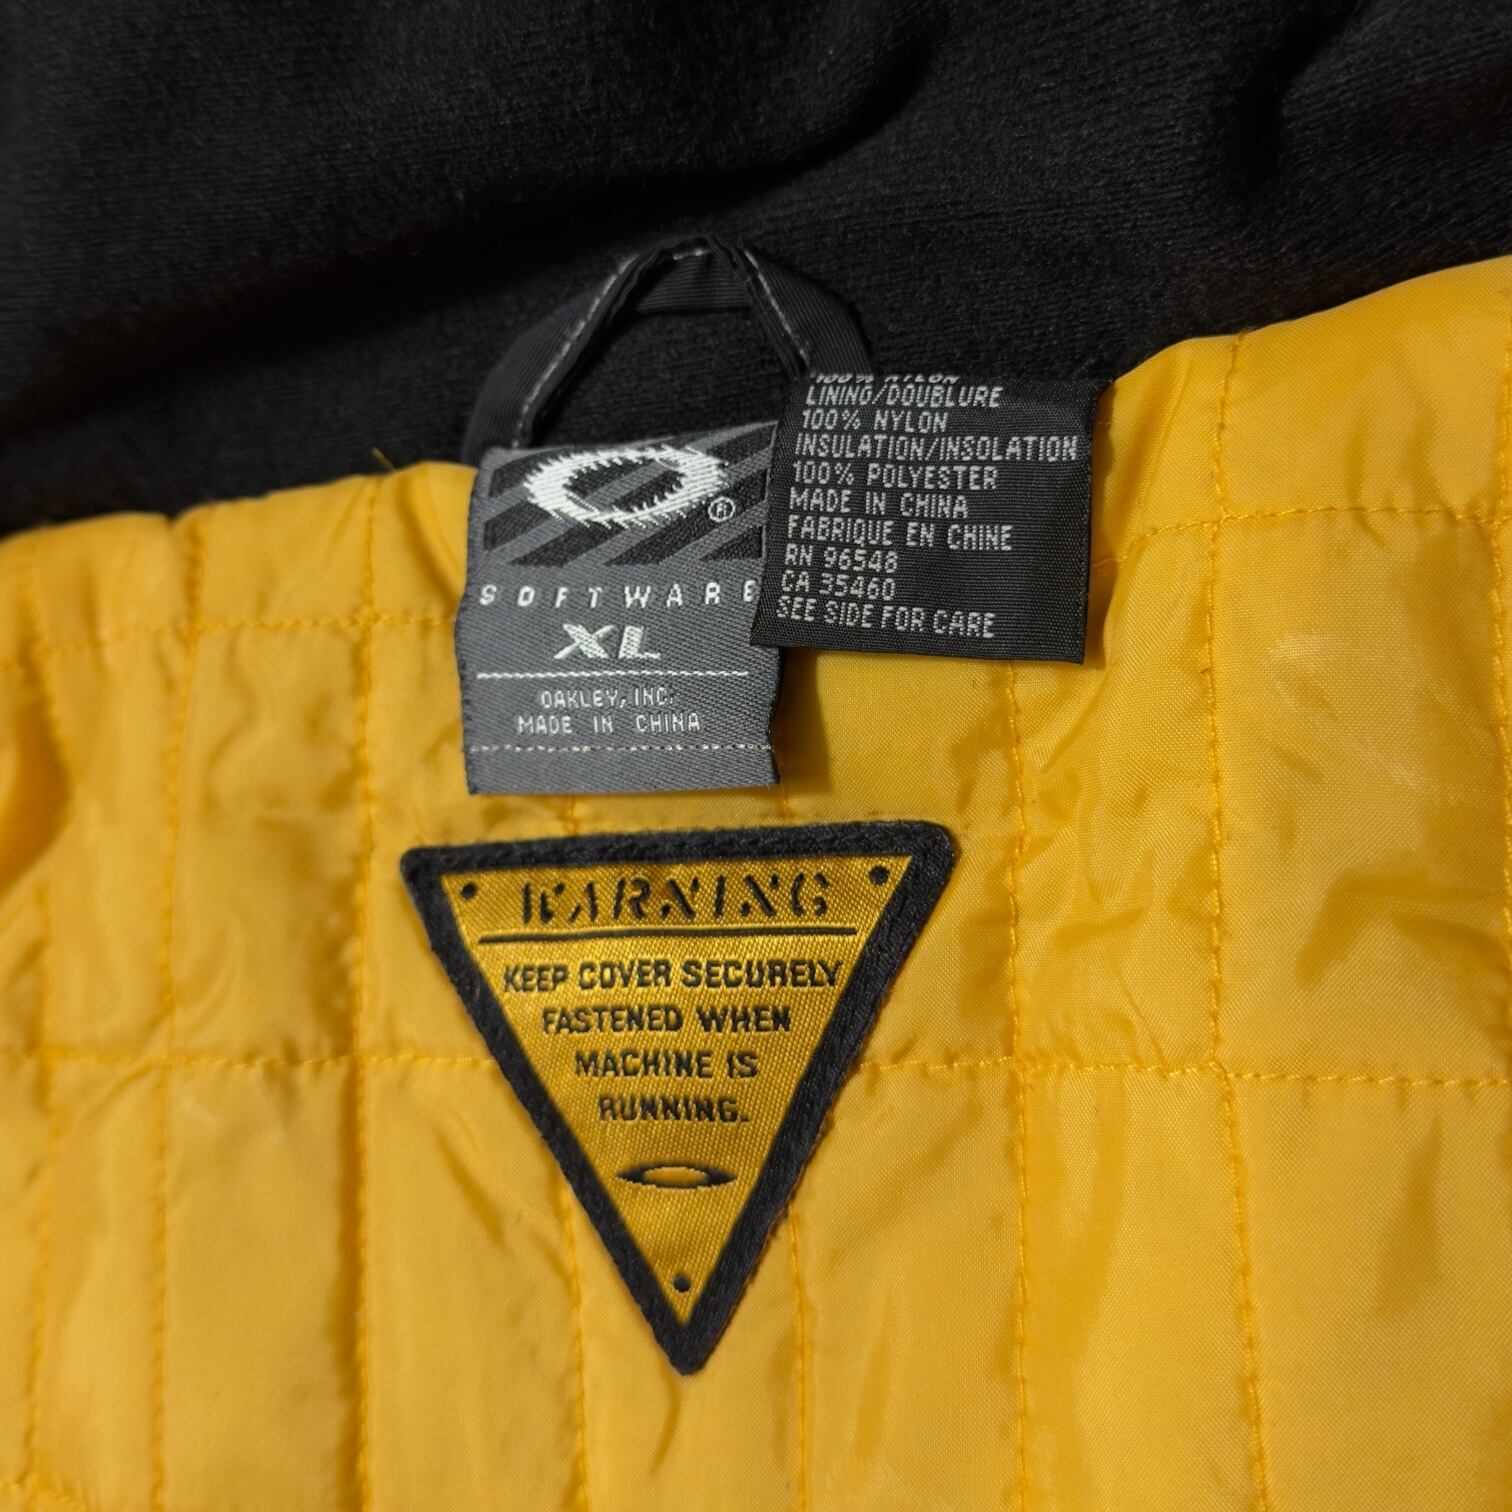 100% NYLON
LINING/DOUBLURE
100% NYLON
INSULATION/INSOLATION
100% POLYESTER
MADE IN CHINA
FABRIQUE EN CHINE
RN 96548
CA 35460
SEE SIDE FOR CARE
®
SOFTWARE
XL
OAKLEY, INC.
MADE IN CHINA
WARNING
KEEP COVER SECURELY
FASTENED WHEN
MACHINE IS
RUNNING.